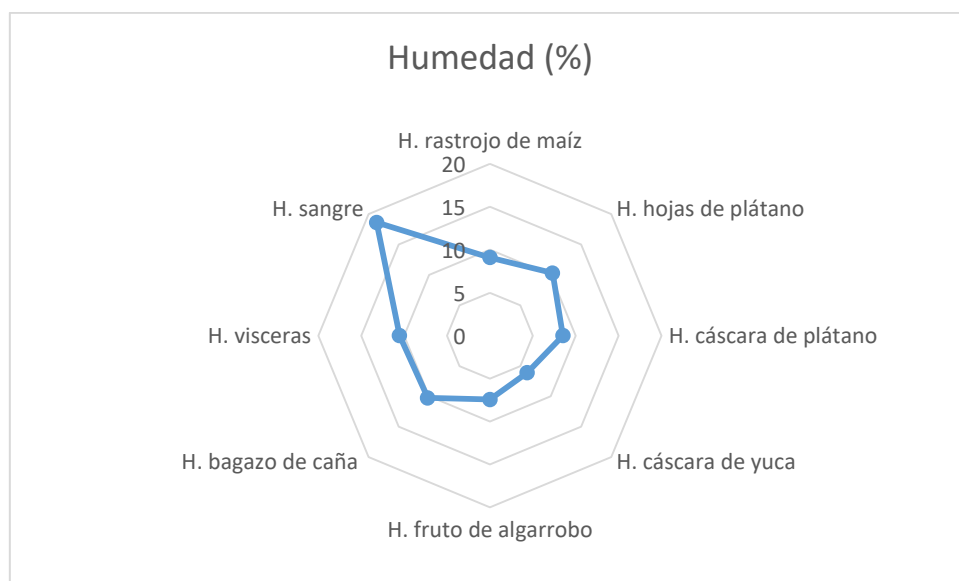 Humedad (%)
H. rastrojo de maíz
20
H. sangre
15
H. hojas de plátano
10
5
H. visceras
0
H. cáscara de plátano
H. bagazo de caña
H. cáscara de yuca
H. fruto de algarrobo